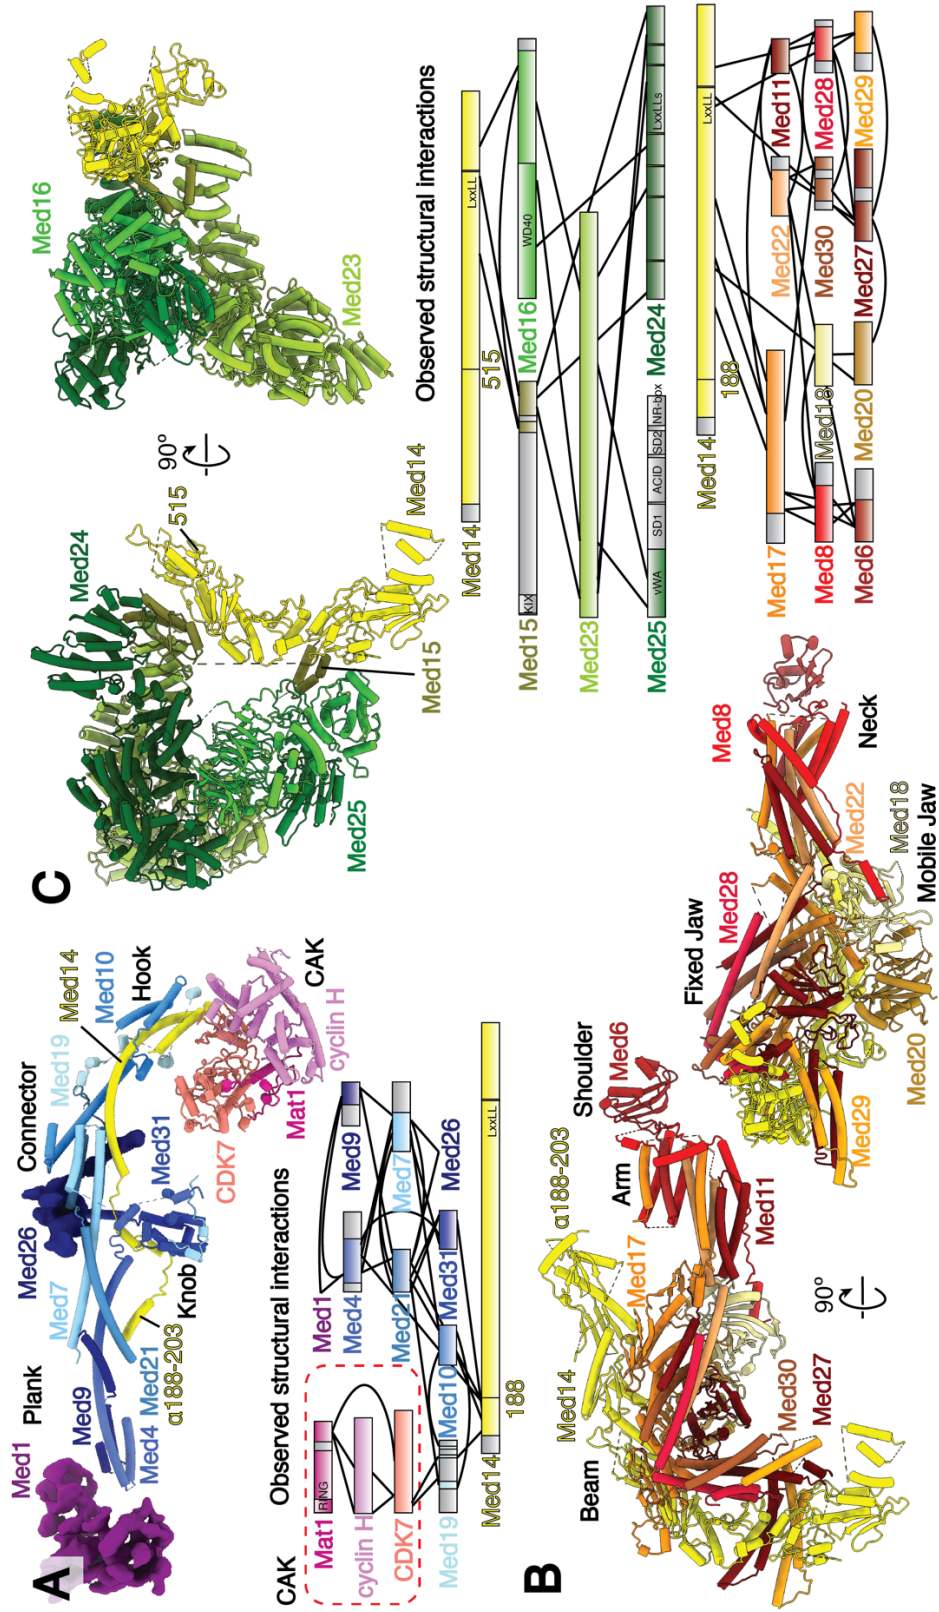 A
Med1
Plank
Med26
Connector
Med7
Med19
Med14
Med10
Hook
Med9
Med4
Med21
α188-203
Knob
Med31
CDK7
Mat1
CAK
cyclin H
CAK
Observed structural interactions
Mat1
RING
Med1
Med9
cyclin H
Med4
CDK7
Med21
Med7
Med19
Med10
Med31
Med26
Med14
188
LxxLL
B
Beam
Med14
α188-203
Shoulder
Med17
Arm
Med6
Med11
Med30
Med27
90°
Fixed Jaw
Med28
Med8
Neck
Med22
Med18
Mobile Jaw
Med29
Med20
C
Med24
515
90°
Med16
Med25
Med15
Med14
Med23
Observed structural interactions
Med14
515
LxxLL
Med15
KIX
Med16
WD40
Med23
Med25
vWA
SD1
ACID
SD2
NR-box
Med24
LxxLLs
Med14
188
LxxLL
Med17
Med22
Med11
Med8
Med18
Med30
Med28
Med6
Med20
Med27
Med29